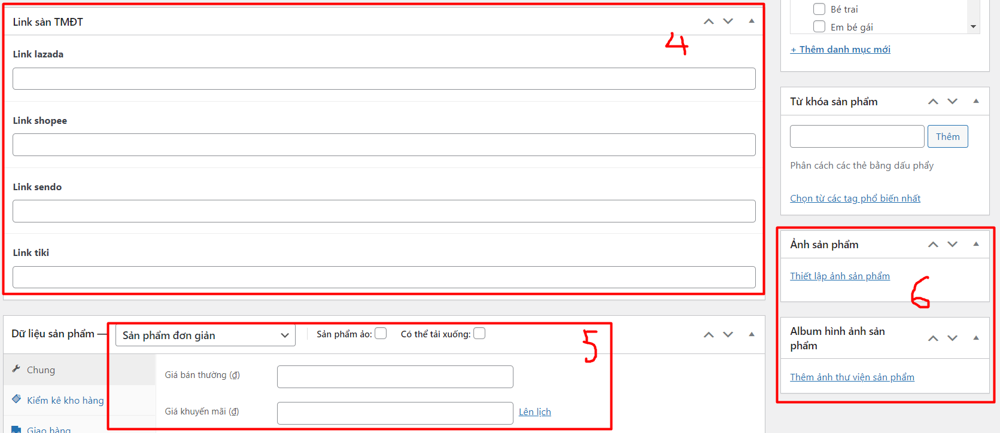 Link sàn TMĐT
4
Link lazada
Link shopee
Link sendo
Link tiki
Dữ liệu sản phẩm —
Sản phẩm đơn giản
Sản phẩm ảo:
Có thể tải xuống:
5
Chung
Kiểm kê kho hàng
Giao hàng
Giá bán thường (₫)
Giá khuyến mãi (₫)
Lên lịch
Bé trai
Em bé gái
+ Thêm danh mục mới
Từ khóa sản phẩm
Thêm
Phân cách các thẻ bằng dấu phẩy
Chọn từ các tag phổ biến nhất
Ảnh sản phẩm
Thiết lập ảnh sản phẩm
6
Album hình ảnh sản
phẩm
Thêm ảnh thư viện sản phẩm